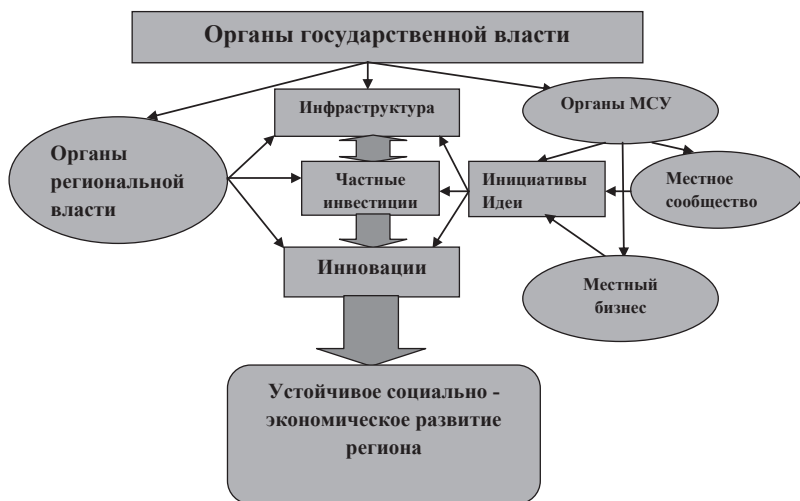 Органы государственной власти
Инфраструктура
Органы МСУ
Органы
региональной
власти
Частные
инвестиции
Инициативы
Идеи
Местное
сообщество
Инновации
Местный
бизнес
Устойчивое социально -
экономическое развитие
региона